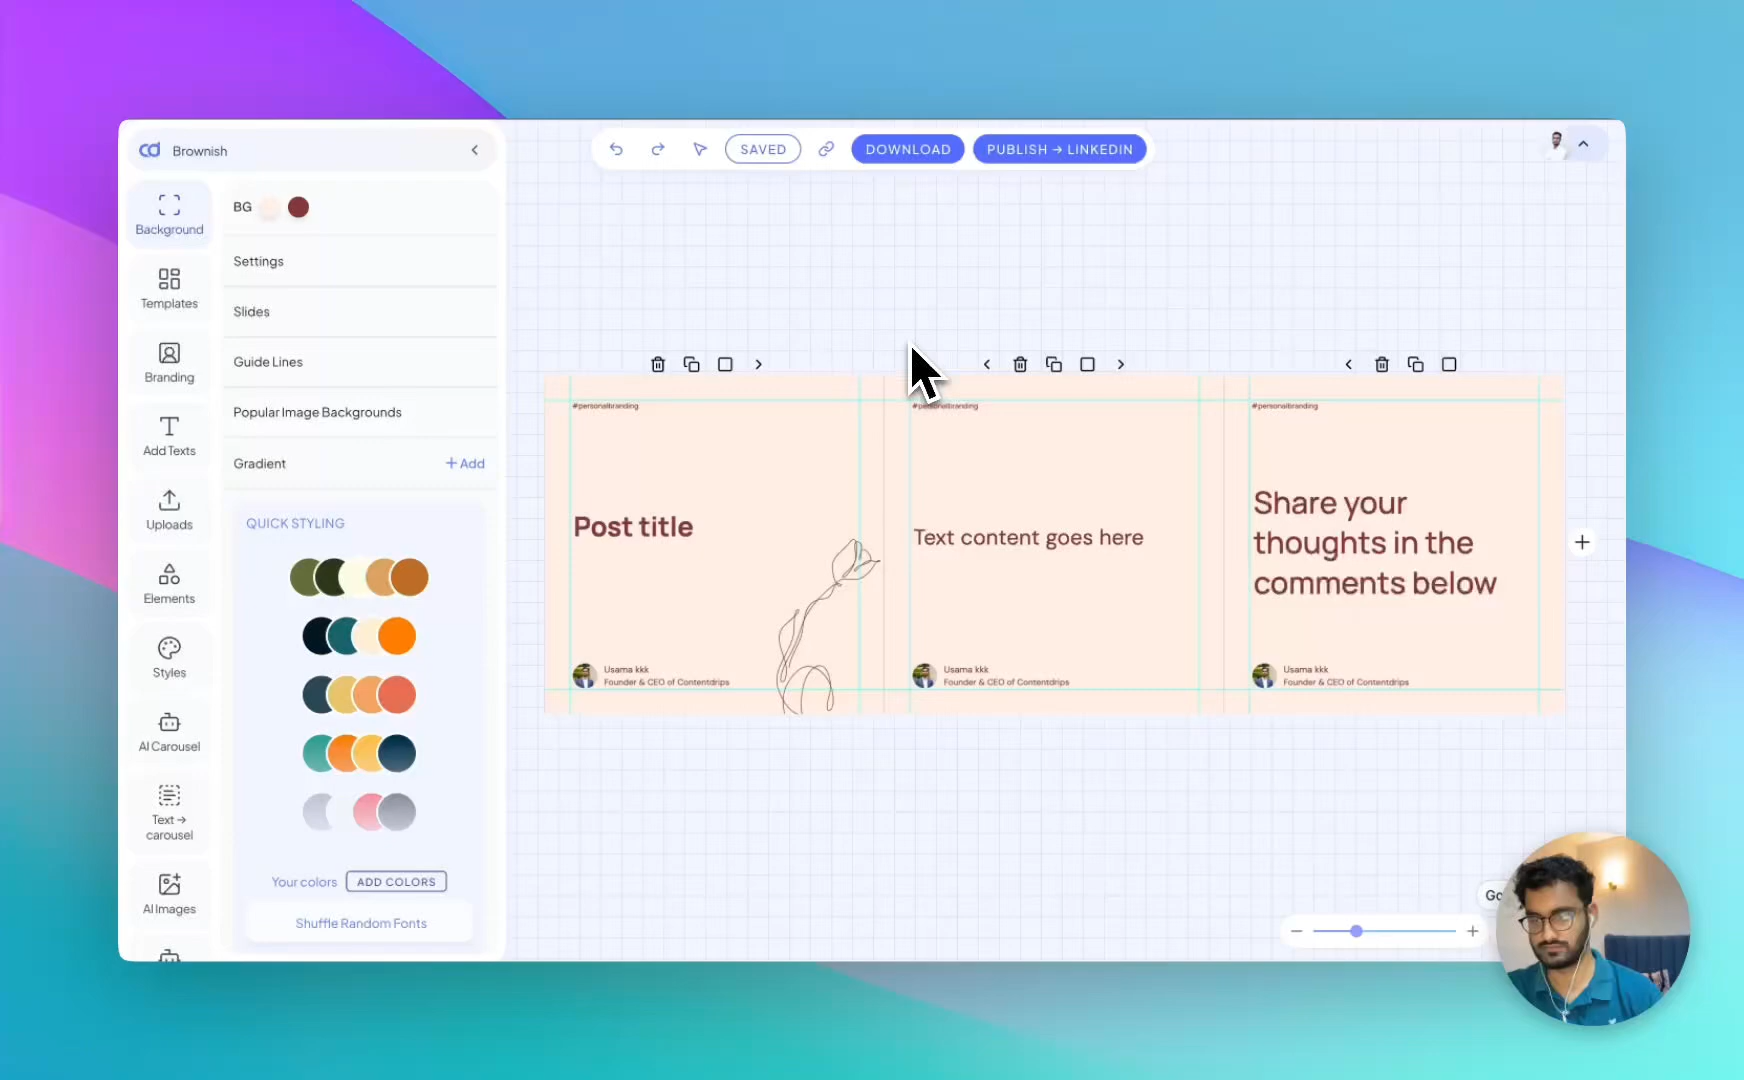 cd Brownish
SAVED
DOWNLOAD
PUBLISH → LINKEDIN
Background
Templates
Branding
Add Texts
Uploads
Elements
Styles
AI Carousel
Text →
carousel
AI Images
BG
Settings
Slides
Guide Lines
Popular Image Backgrounds
Gradient
+ Add
QUICK STYLING
Your colors
ADD COLORS
Shuffle Random Fonts
#personalbranding
Post title
Usama kkk
Founder & CEO of Contentdrips
#personalbranding
Text content goes here
Usama kkk
Founder & CEO of Contentdrips
#personalbranding
Share your
thoughts in the
comments below
Usama kkk
Founder & CEO of Contentdrips